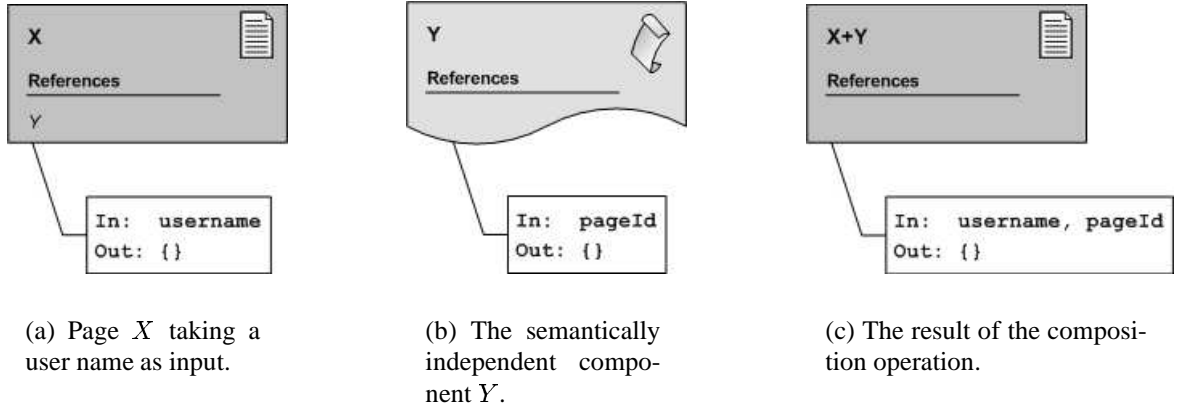 X
References
Y
In: username
Out: {}
(a) Page X taking a
user name as input.
Y
References
In: pageId
Out: {}
(b) The semantically
independent compo-
nent Y.
X+Y
References
In: username, pageId
Out: {}
(c) The result of the composi-
tion operation.